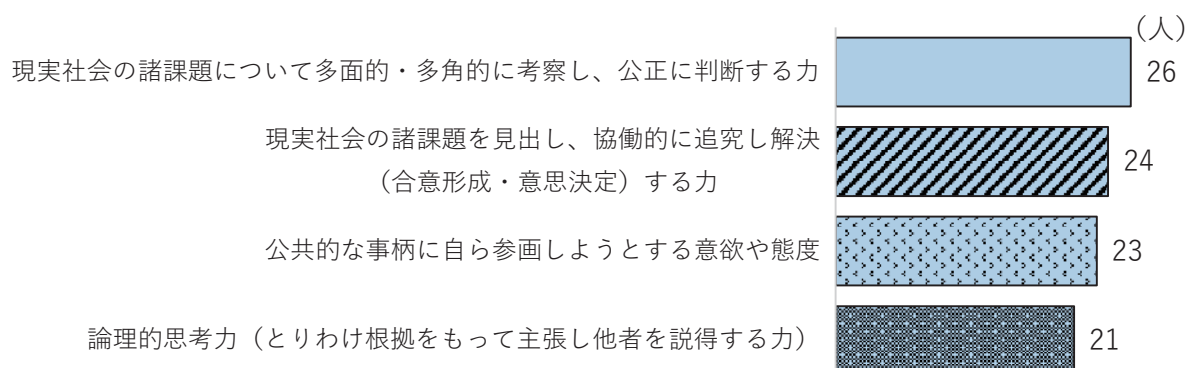 （人）
現実社会の諸課題について多面的・多角的に考察し、公正に判断する力
26
現実社会の諸課題を見出し、協働的に追究し解決
（合意形成・意思決定）する力
24
公共的な事柄に自ら参画しようとする意欲や態度
23
論理的思考力（とりわけ根拠をもって主張し他者を説得する力）
21